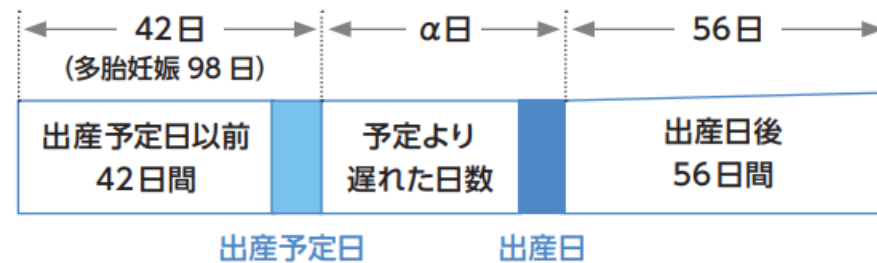 42日
(多胎妊娠 98 日)
α日
56日
出産予定日以前
42日間
予定より
遅れた日数
出産日後
56日間
出産予定日
出産日